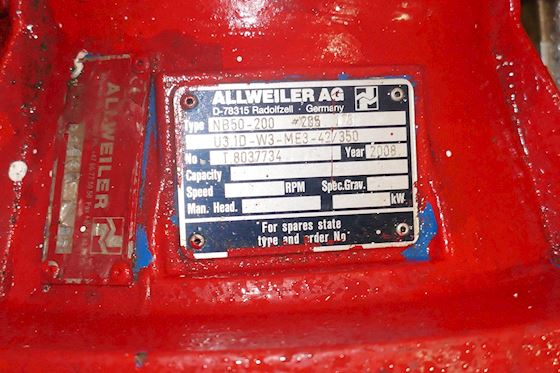 ALLWEILER
ALLWEILER AG
D-78315 Radolfzell - Germany
Type NB50-200
U3.1D-W3-ME3-42/350
No T 8037734 Year 2008
Capacity
Speed RPM Spec.Grav.
Man. Head. kW
For spares state
type and order No